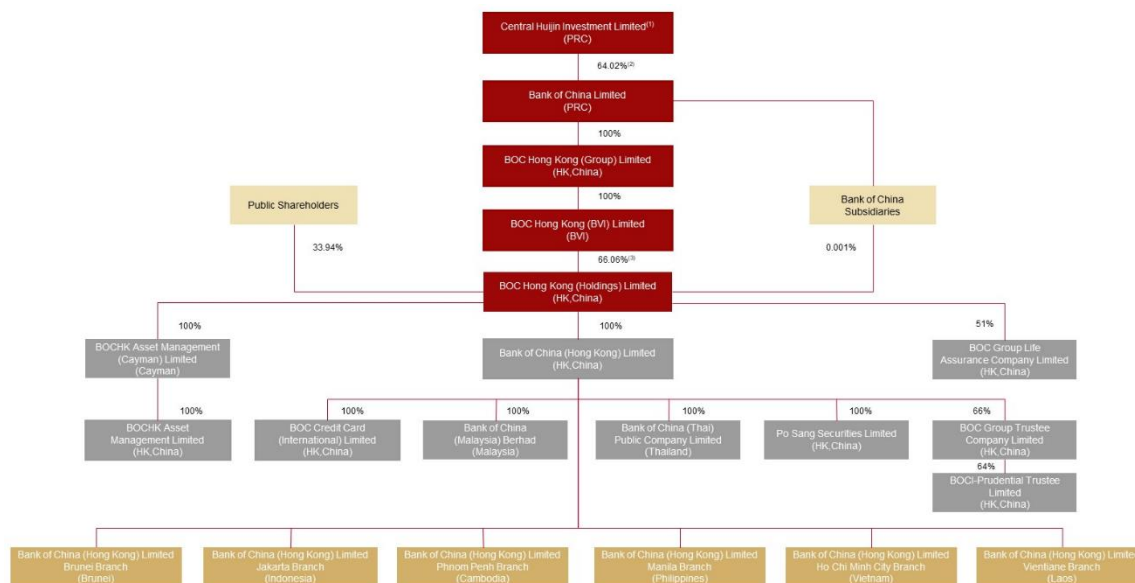 Central Huijin Investment Limited(1)
(PRC)
64.02%(2)
Bank of China Limited
(PRC)
100%
BOC Hong Kong (Group) Limited
(HK,China)
100%
Public Shareholders
Bank of China
Subsidiaries
BOC Hong Kong (BVI) Limited
(BVI)
33.94%
0.001%
66.06%(3)
BOC Hong Kong (Holdings) Limited
(HK,China)
100%
100%
51%
BOCHK Asset Management
(Cayman) Limited
(Cayman)
Bank of China (Hong Kong) Limited
(HK,China)
BOC Group Life
Assurance Company Limited
(HK,China)
100%
100%
100%
100%
100%
66%
BOCHK Asset
Management Limited
(HK,China)
BOC Credit Card
(International) Limited
(HK,China)
Bank of China
(Malaysia) Berhad
(Malaysia)
Bank of China (Thai)
Public Company Limited
(Thailand)
Po Sang Securities Limited
(HK,China)
BOC Group Trustee
Company Limited
(HK,China)
64%
BOCI-Prudential Trustee
Limited
(HK,China)
Bank of China (Hong Kong) Limited
Brunei Branch
(Brunei)
Bank of China (Hong Kong) Limited
Jakarta Branch
(Indonesia)
Bank of China (Hong Kong) Limited
Phnom Penh Branch
(Cambodia)
Bank of China (Hong Kong) Limited
Manila Branch
(Philippines)
Bank of China (Hong Kong) Limited
Ho Chi Minh City Branch
(Vietnam)
Bank of China (Hong Kong) Limited
Vientiane Branch
(Laos)